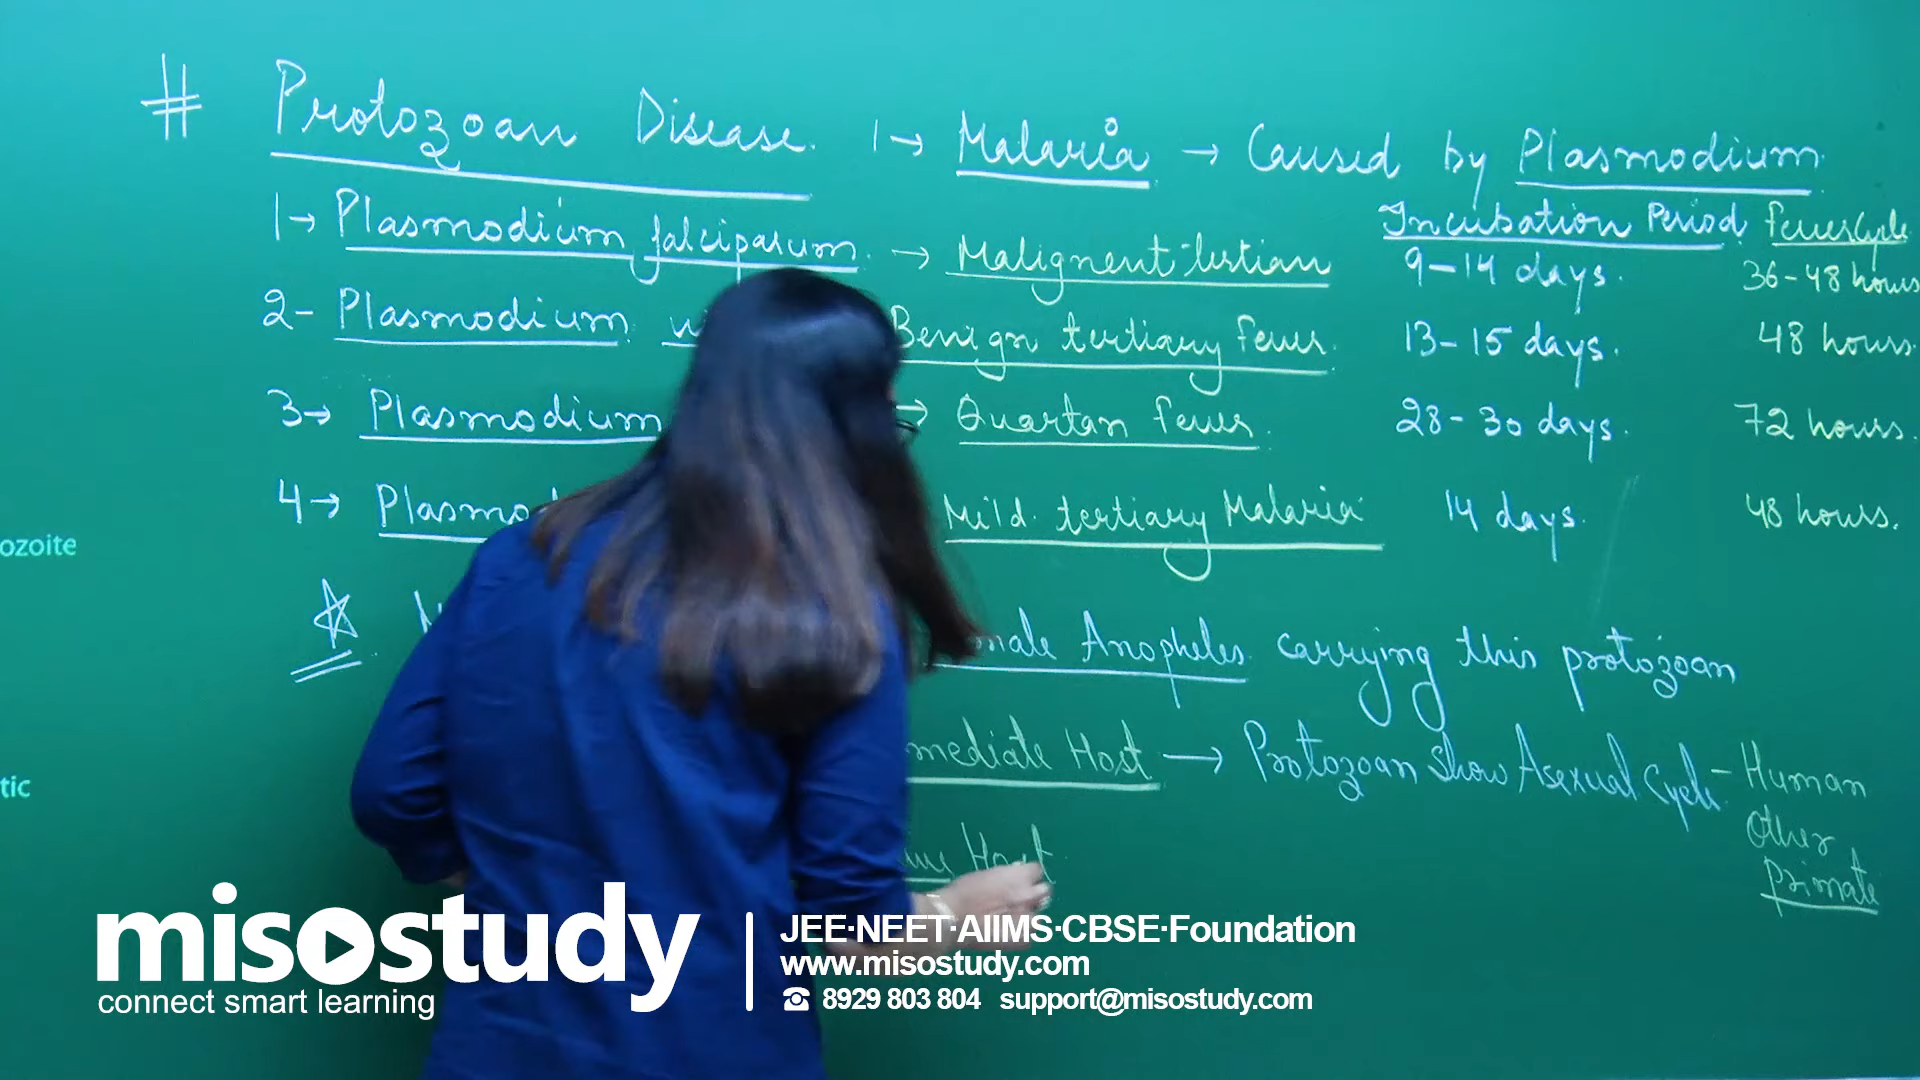 # Protozoan Disease. 1→ Malaria → Caused by Plasmodium.
Incubation Period Fever Cycle
1→ Plasmodium falciparum. → Malignent tertian 9-14 days. 36-48 hours
2- Plasmodium Benign tertiary fever. 13-15 days. 48 hours.
3→ Plasmodium → Quartan fever. 28-30 days. 72 hours.
4→ Plasmo Mild tertiary Malaria 14 days. 48 hours.
male Anopheles carrying this protozoan
mediate Host → Protozoan show Asexual Cycle - Human
Other
primate
Host
ozoite
tic
misostudy
connect smart learning
JEE·NEET·AIIMS·CBSE·Foundation
www.misostudy.com
☎ 8929 803 804 support@misostudy.com